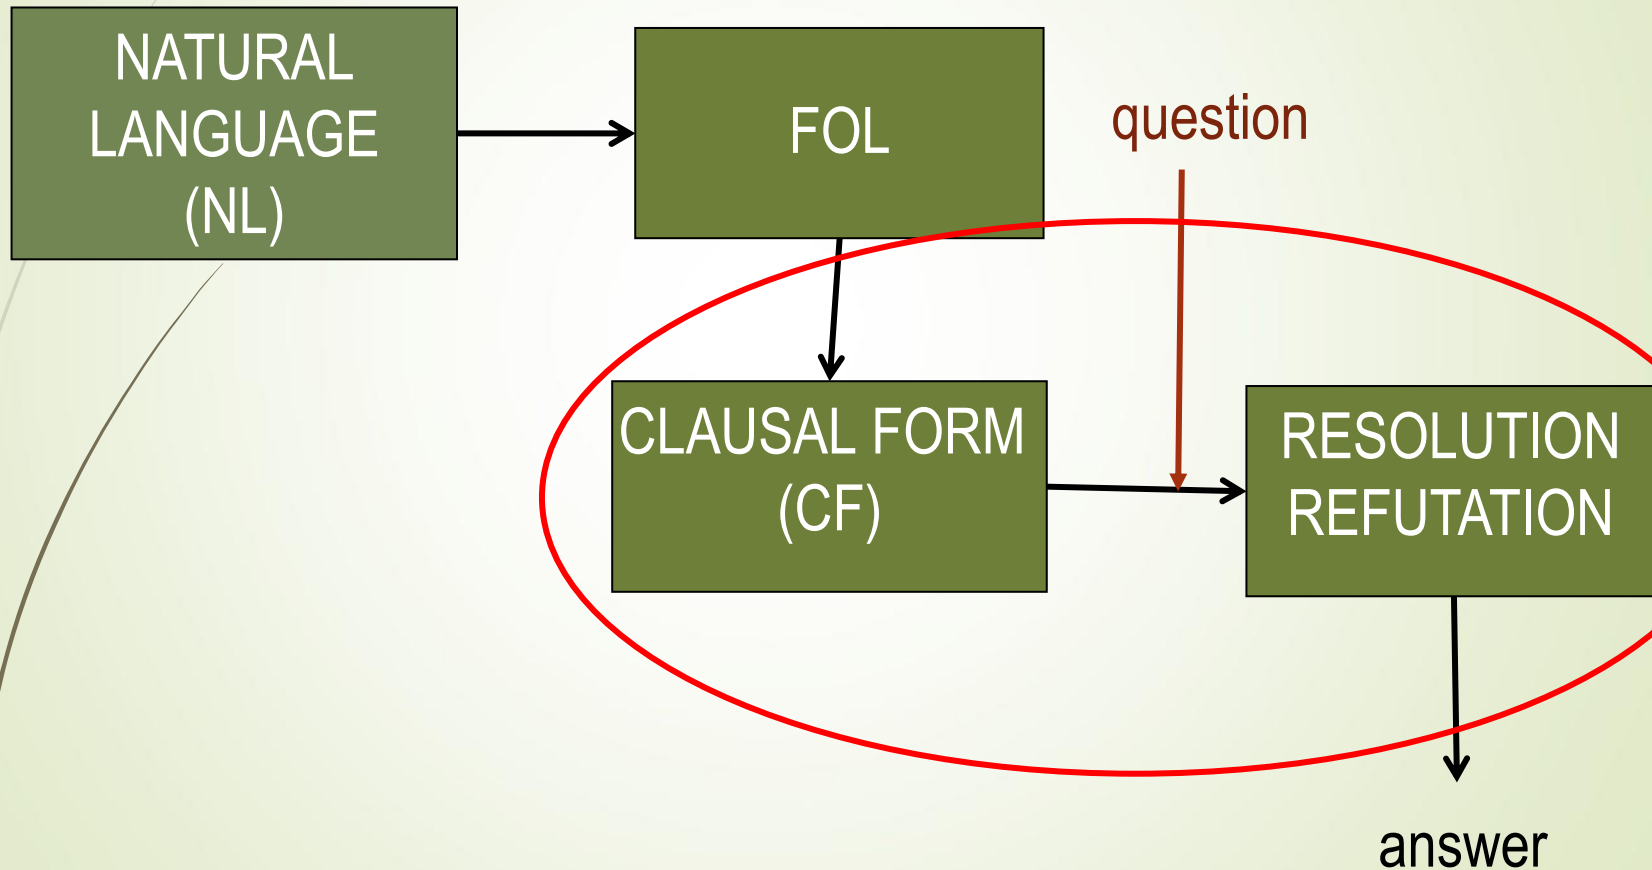 NATURAL
LANGUAGE
(NL)
FOL
question
CLAUSAL FORM
(CF)
RESOLUTION
REFUTATION
answer